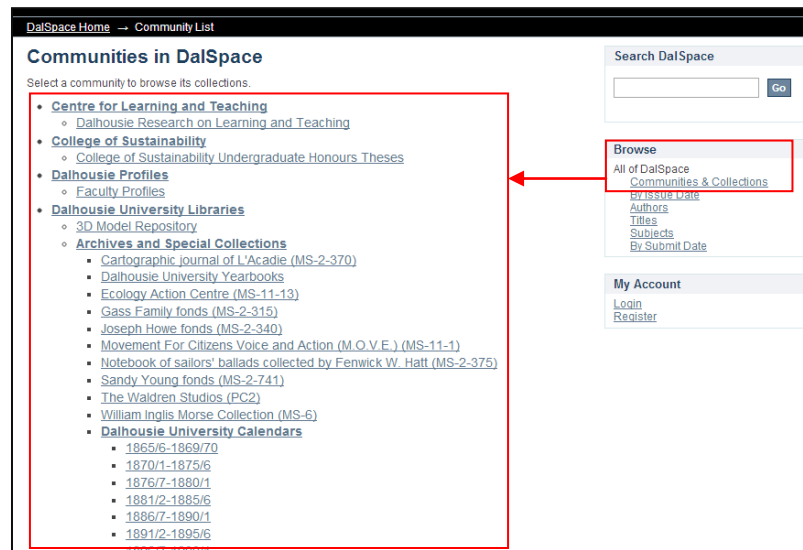 DalSpace Home → Community List
Communities in DalSpace
Select a community to browse its collections.
• Centre for Learning and Teaching
◦ Dalhousie Research on Learning and Teaching
• College of Sustainability
◦ College of Sustainability Undergraduate Honours Theses
• Dalhousie Profiles
◦ Faculty Profiles
• Dalhousie University Libraries
◦ 3D Model Repository
◦ Archives and Special Collections
▪ Cartographic journal of L'Acadie (MS-2-370)
▪ Dalhousie University Yearbooks
▪ Ecology Action Centre (MS-11-13)
▪ Gass Family fonds (MS-2-315)
▪ Joseph Howe fonds (MS-2-340)
▪ Movement For Citizens Voice and Action (M.O.V.E.) (MS-11-1)
▪ Notebook of sailors' ballads collected by Fenwick W. Hatt (MS-2-375)
▪ Sandy Young fonds (MS-2-741)
▪ The Waldren Studios (PC2)
▪ William Inglis Morse Collection (MS-6)
▪ Dalhousie University Calendars
▪ 1865/6-1869/70
▪ 1870/1-1875/6
▪ 1876/7-1880/1
▪ 1881/2-1885/6
▪ 1886/7-1890/1
▪ 1891/2-1895/6
Search DalSpace
Go
Browse
All of DalSpace
Communities & Collections
By Issue Date
Authors
Titles
Subjects
By Submit Date
My Account
Login
Register